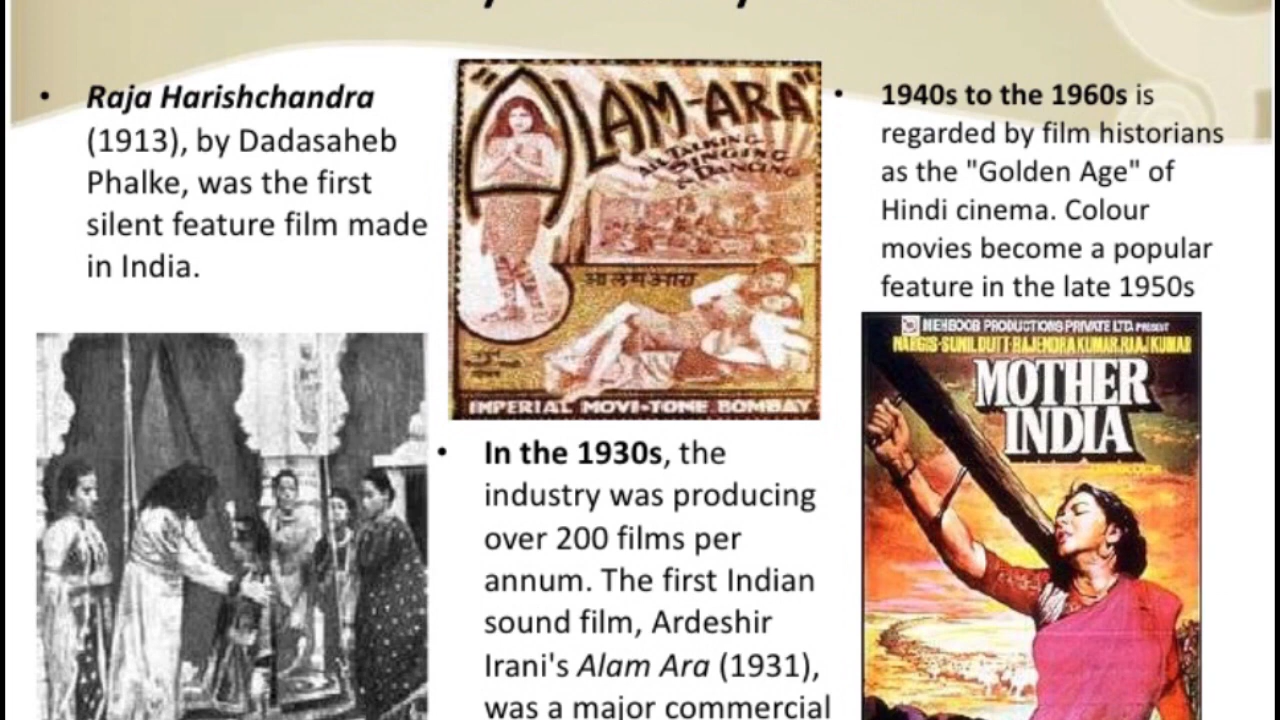 • Raja Harishchandra
(1913), by Dadasaheb
Phalke, was the first
silent feature film made
in India.
"ALAM-ARA"
ALL TALKING
SINGING
& DANCING
आलम आरा
IMPERIAL MOVI-TONE BOMBAY
• In the 1930s, the
industry was producing
over 200 films per
annum. The first Indian
sound film, Ardeshir
Irani's Alam Ara (1931),
was a major commercial
• 1940s to the 1960s is
regarded by film historians
as the "Golden Age" of
Hindi cinema. Colour
movies become a popular
feature in the late 1950s
MEHBOOB PRODUCTIONS PRIVATE LTD. PRESENT
NARGIS·SUNIL DUTT·RAJENDRA KUMAR·RAAJ KUMAR
MOTHER
INDIA